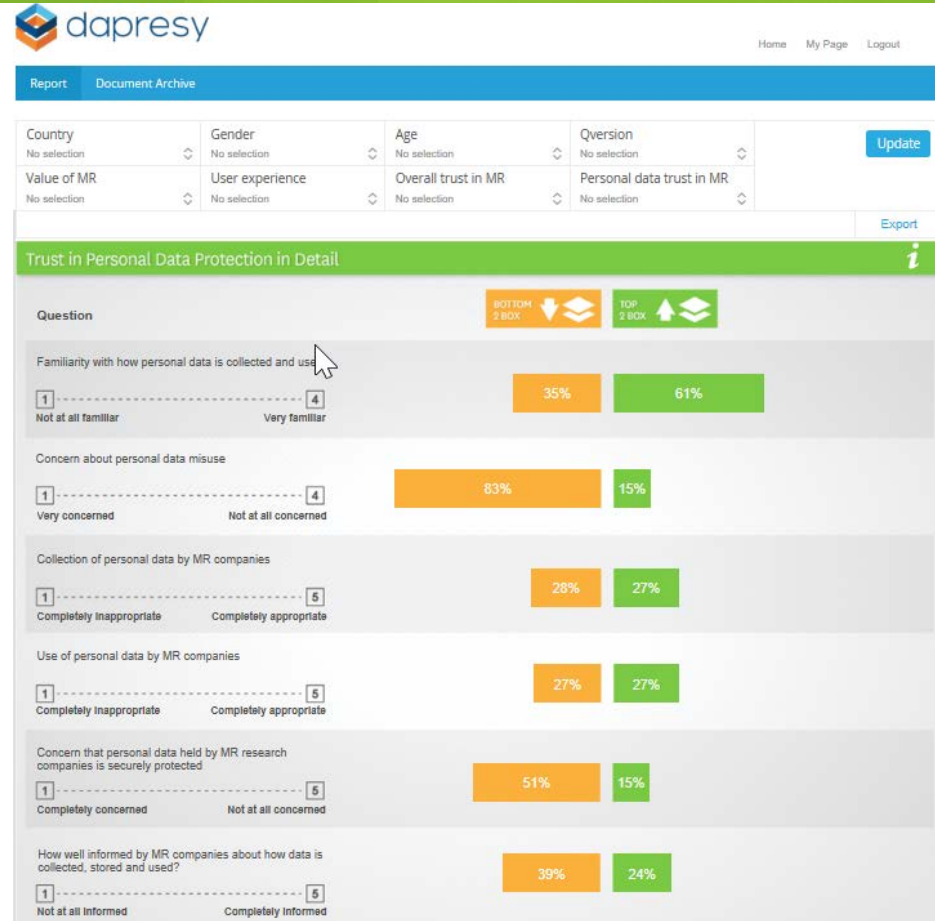 dapresy
Home My Page Logout
Report Document Archive
Country Gender Age Qversion
No selection No selection No selection No selection
Update
Value of MR User experience Overall trust in MR Personal data trust in MR
No selection No selection No selection No selection
Export
Trust in Personal Data Protection in Detail i
Question
BOTTOM
2 BOX
TOP
2 BOX
Familiarity with how personal data is collected and use
1 4
Not at all familiar Very familiar
35% 61%
Concern about personal data misuse
1 4
Very concerned Not at all concerned
83% 15%
Collection of personal data by MR companies
1 5
Completely inappropriate Completely appropriate
28% 27%
Use of personal data by MR companies
1 5
Completely inappropriate Completely appropriate
27% 27%
Concern that personal data held by MR research
companies is securely protected
1 5
Completely concerned Not at all concerned
51% 15%
How well informed by MR companies about how data is
collected, stored and used?
1 5
Not at all informed Completely informed
39% 24%